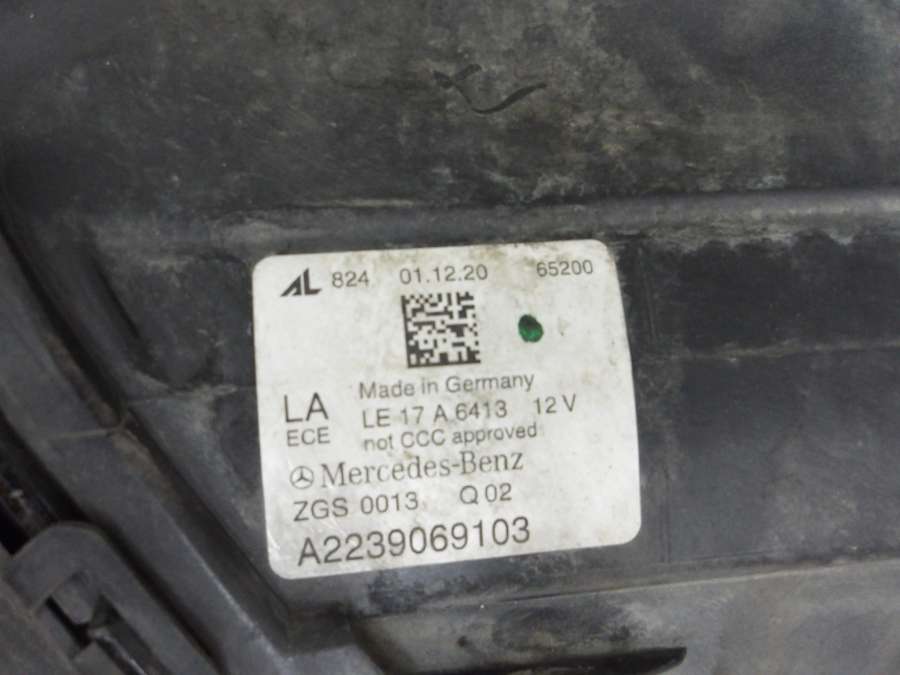 AL 824 01.12.20 65200
Made in Germany
LA LE 17 A 6413 12 V
ECE not CCC approved
Mercedes-Benz
ZGS 0013 Q 02
A2239069103